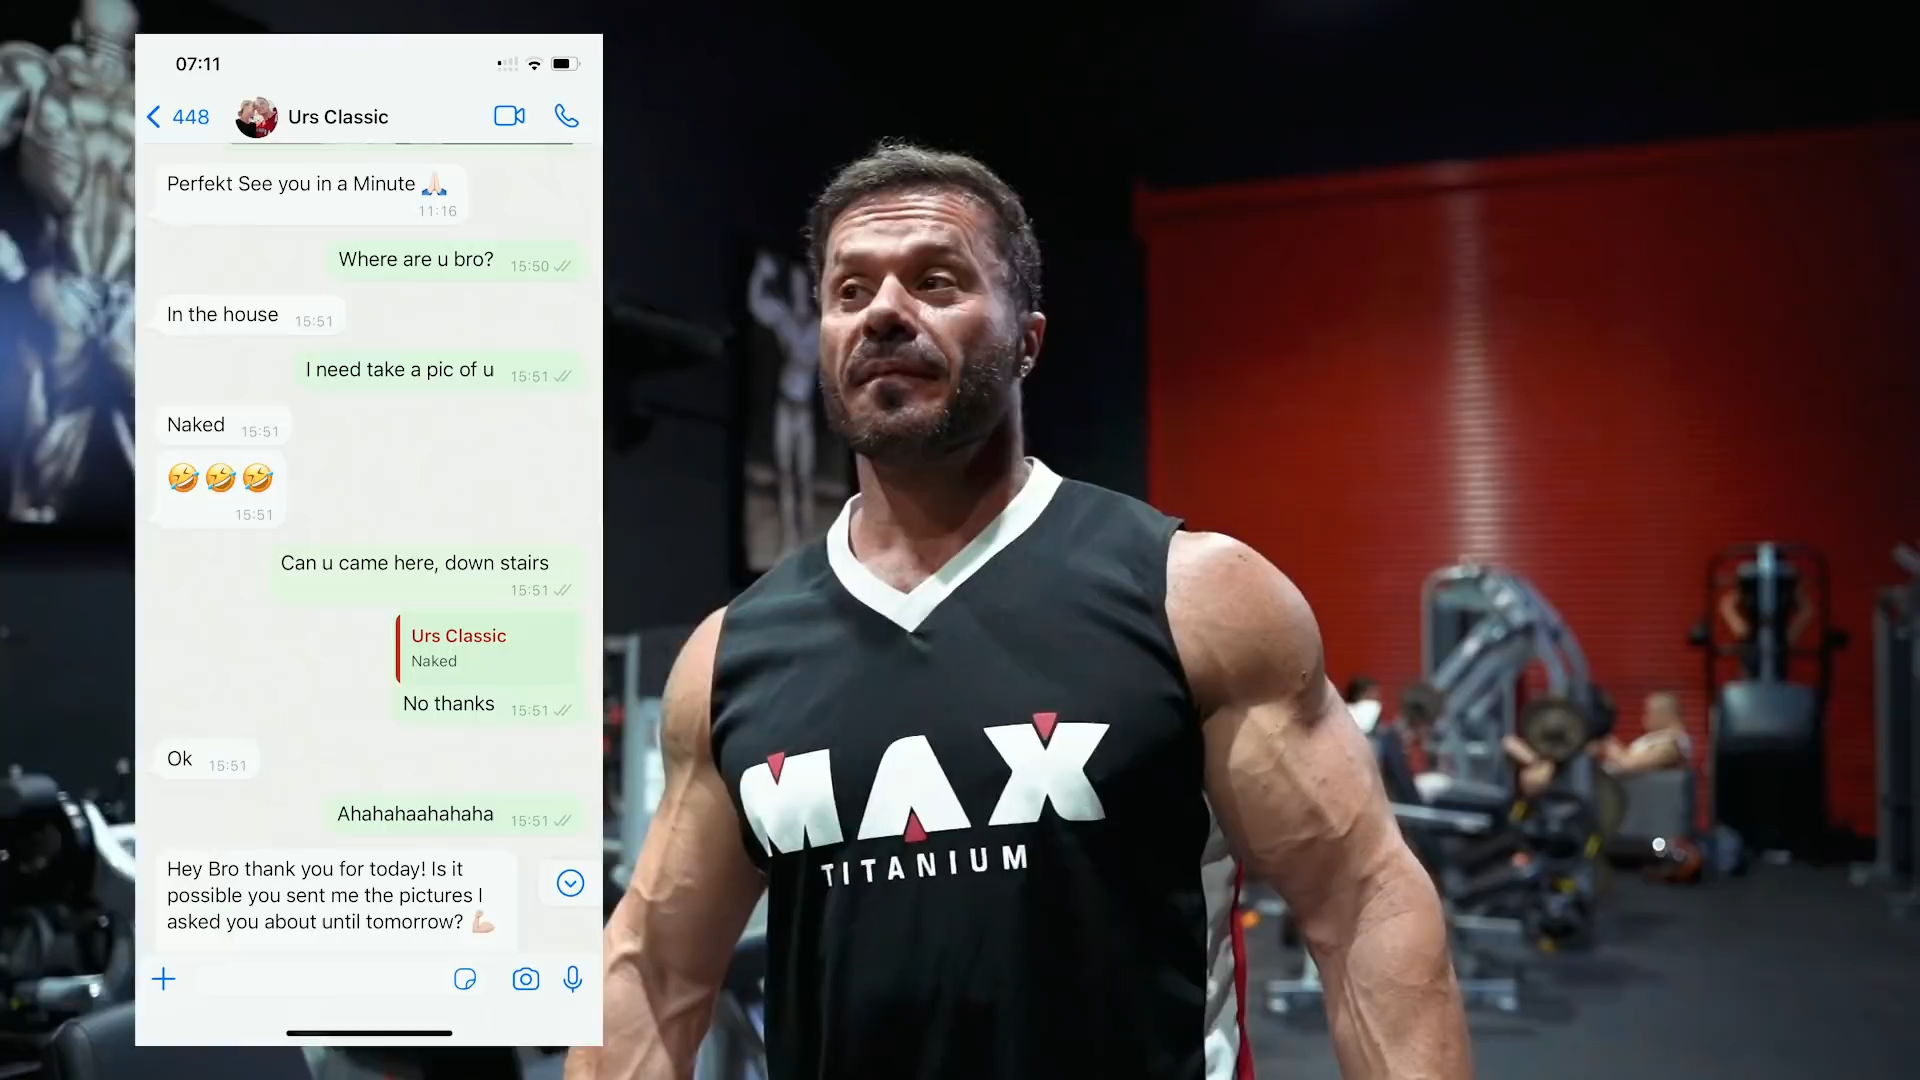 07:11
448
Urs Classic
Perfekt See you in a Minute 🙏🏻
11:16
Where are u bro?
15:50
In the house
15:51
I need take a pic of u
15:51
Naked
15:51
🤣🤣🤣
15:51
Can u came here, down stairs
15:51
Urs Classic
Naked
No thanks
15:51
Ok
15:51
Ahahahaahahaha
15:51
Hey Bro thank you for today! Is it
possible you sent me the pictures I
asked you about until tomorrow? 💪🏻
MAX
TITANIUM